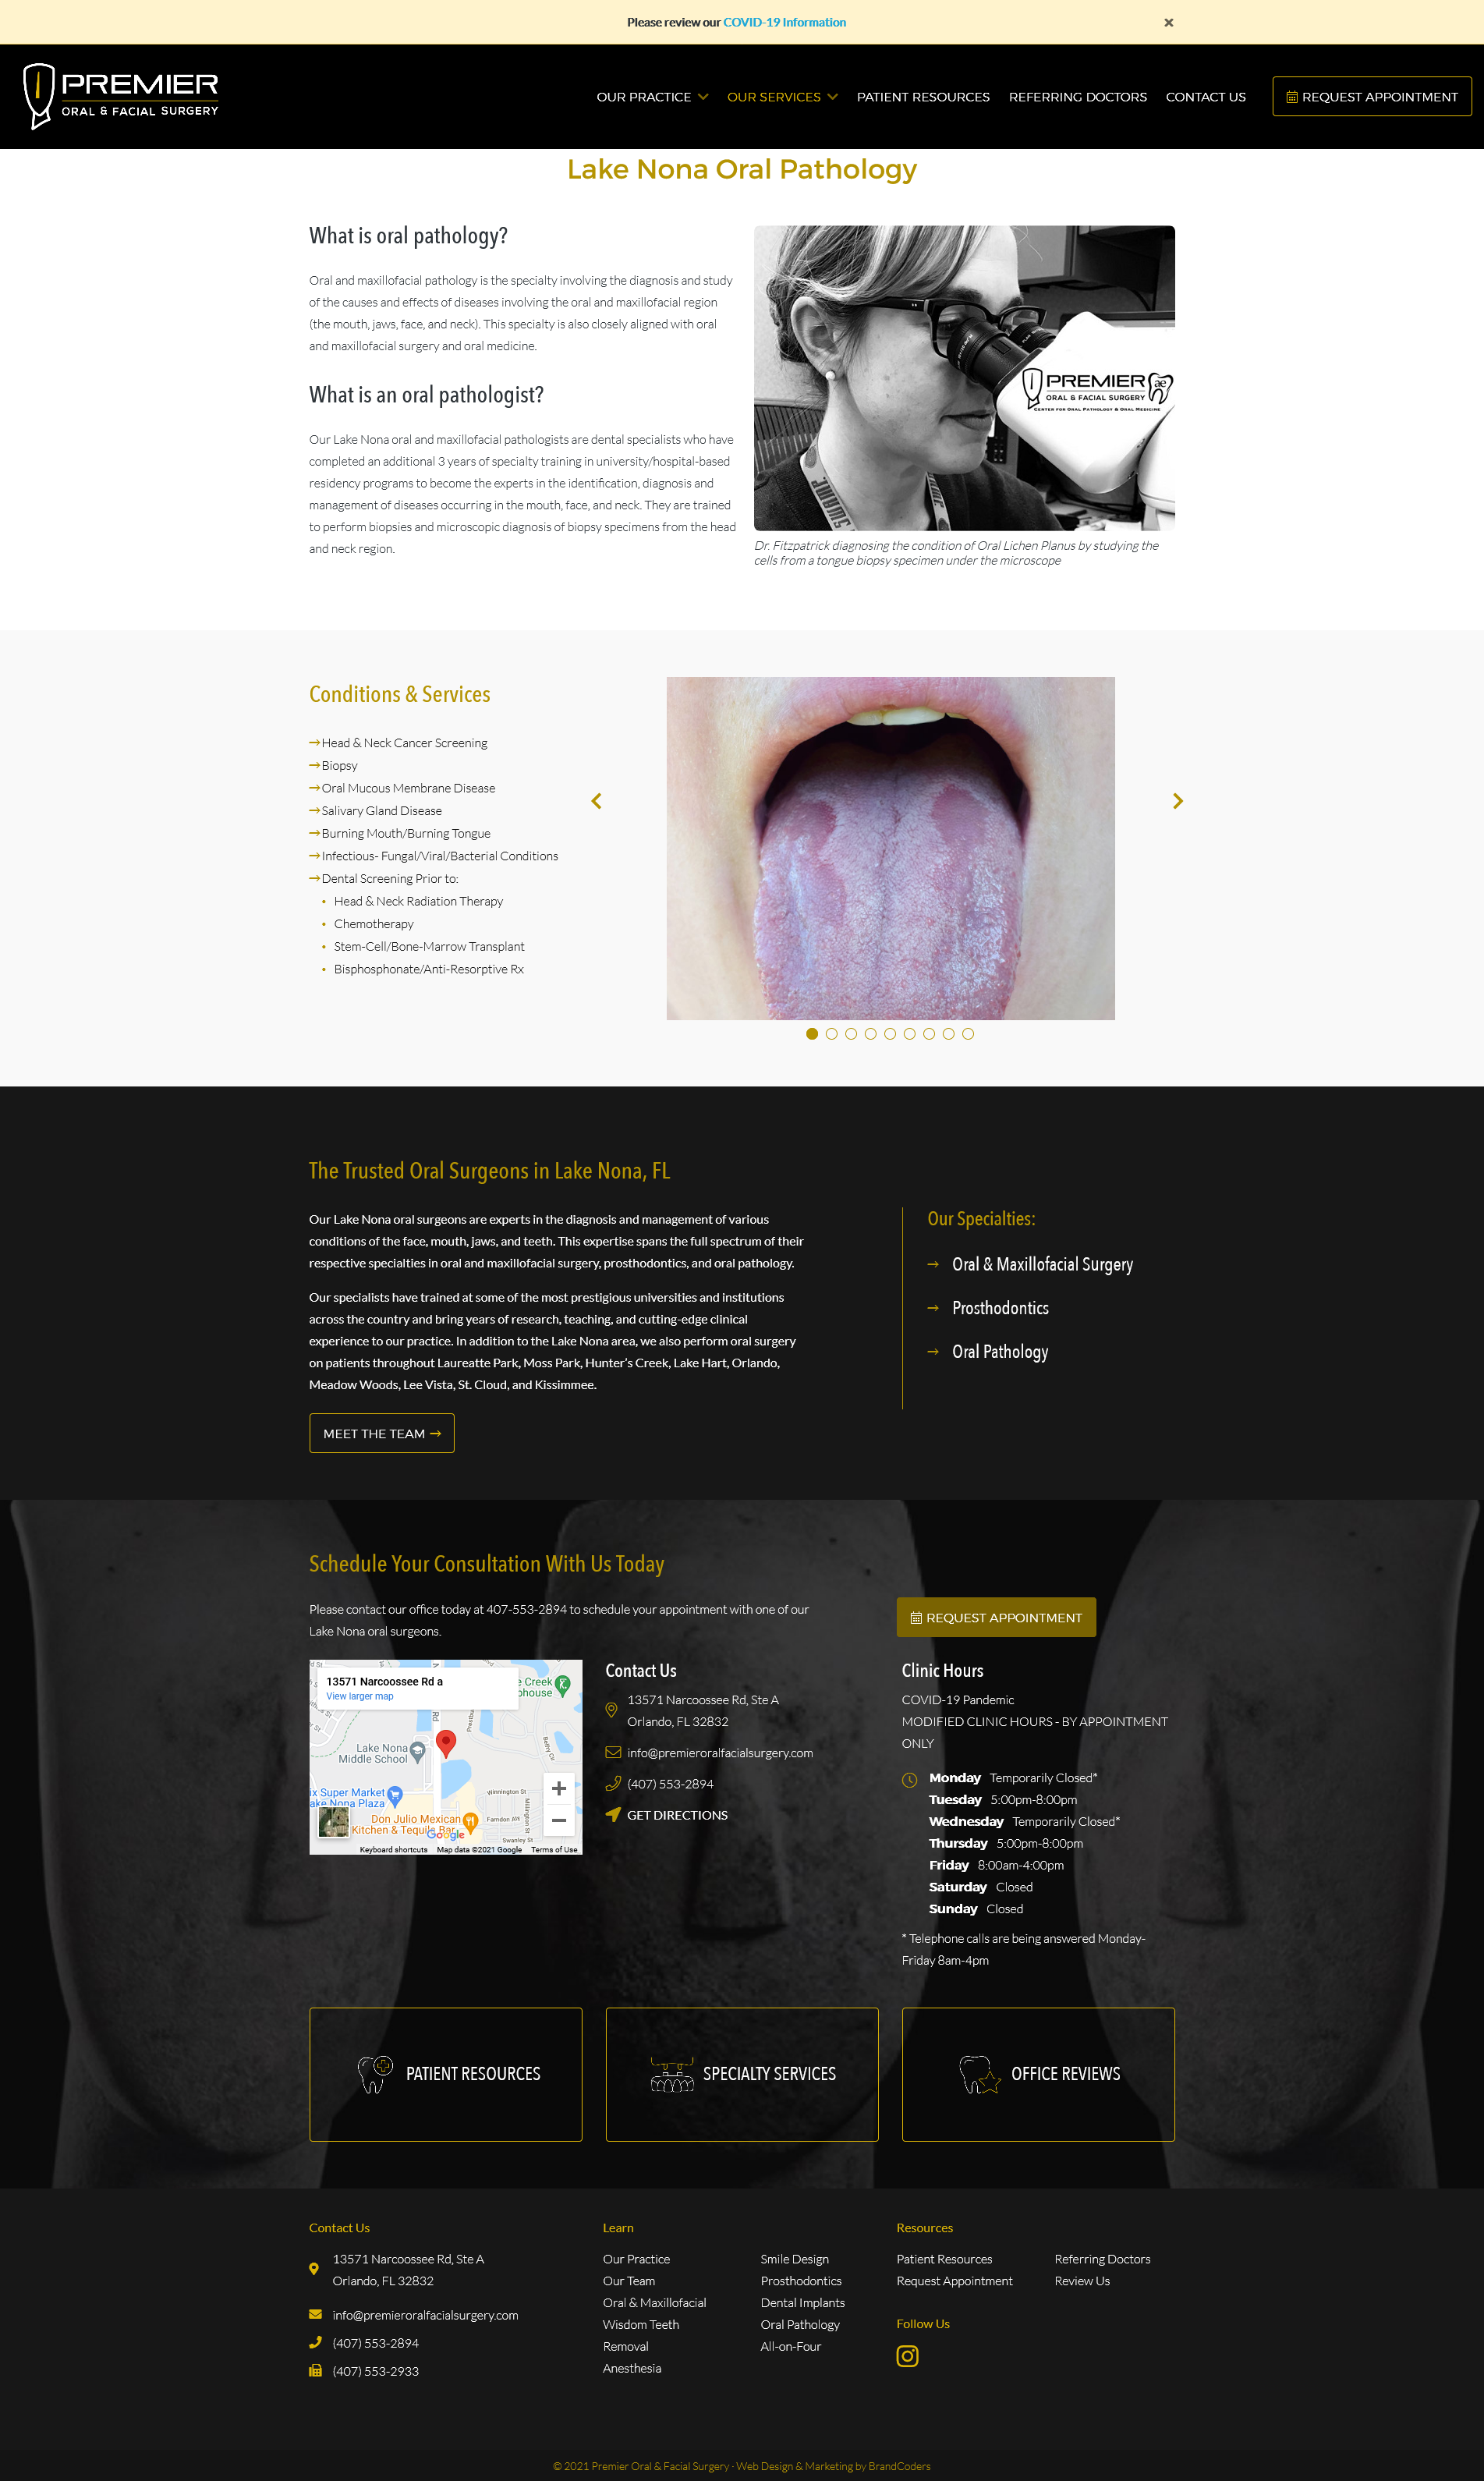 Please review our COVID-19 Information
×
PREMIER
ORAL & FACIAL SURGERY
OUR PRACTICE
OUR SERVICES
PATIENT RESOURCES
REFERRING DOCTORS
CONTACT US
REQUEST APPOINTMENT
Lake Nona Oral Pathology
What is oral pathology?
Oral and maxillofacial pathology is the specialty involving the diagnosis and study
of the causes and effects of diseases involving the oral and maxillofacial region
(the mouth, jaws, face, and neck). This specialty is also closely aligned with oral
and maxillofacial surgery and oral medicine.
What is an oral pathologist?
Our Lake Nona oral and maxillofacial pathologists are dental specialists who have
completed an additional 3 years of specialty training in university/hospital-based
residency programs to become the experts in the identification, diagnosis and
management of diseases occurring in the mouth, face, and neck. They are trained
to perform biopsies and microscopic diagnosis of biopsy specimens from the head
and neck region.
PREMIER
ae
ORAL & FACIAL SURGERY
CENTER FOR ORAL PATHOLOGY & ORAL MEDICINE
SWAMP
Dr. Fitzpatrick diagnosing the condition of Oral Lichen Planus by studying the
cells from a tongue biopsy specimen under the microscope
Conditions & Services
Head & Neck Cancer Screening
Biopsy
Oral Mucous Membrane Disease
Salivary Gland Disease
Burning Mouth/Burning Tongue
Infectious- Fungal/Viral/Bacterial Conditions
Dental Screening Prior to:
• Head & Neck Radiation Therapy
• Chemotherapy
• Stem-Cell/Bone-Marrow Transplant
• Bisphosphonate/Anti-Resorptive Rx
The Trusted Oral Surgeons in Lake Nona, FL
Our Lake Nona oral surgeons are experts in the diagnosis and management of various
conditions of the face, mouth, jaws, and teeth. This expertise spans the full spectrum of their
respective specialties in oral and maxillofacial surgery, prosthodontics, and oral pathology.
Our specialists have trained at some of the most prestigious universities and institutions
across the country and bring years of research, teaching, and cutting-edge clinical
experience to our practice. In addition to the Lake Nona area, we also perform oral surgery
on patients throughout Laureatte Park, Moss Park, Hunter's Creek, Lake Hart, Orlando,
Meadow Woods, Lee Vista, St. Cloud, and Kissimmee.
MEET THE TEAM
Our Specialties:
Oral & Maxillofacial Surgery
Prosthodontics
Oral Pathology
Schedule Your Consultation With Us Today
Please contact our office today at 407-553-2894 to schedule your appointment with one of our
Lake Nona oral surgeons.
REQUEST APPOINTMENT
13571 Narcoossee Rd a
View larger map
e Creek
phouse
Lake Nona
Middle School
Rd
Bathy Cr
ix Super Market
Lake Nona Plaza
Winnington St
Don Julio Mexican
Kitchen & Tequila Bar
Famdon Ave
Swanley St
Google
Keyboard shortcuts
Map data ©2021 Google
Terms of Use
Contact Us
13571 Narcoossee Rd, Ste A
Orlando, FL 32832
info@premieroralfacialsurgery.com
(407) 553-2894
GET DIRECTIONS
Clinic Hours
COVID-19 Pandemic
MODIFIED CLINIC HOURS - BY APPOINTMENT
ONLY
Monday Temporarily Closed*
Tuesday 5:00pm-8:00pm
Wednesday Temporarily Closed*
Thursday 5:00pm-8:00pm
Friday 8:00am-4:00pm
Saturday Closed
Sunday Closed
* Telephone calls are being answered Monday-
Friday 8am-4pm
PATIENT RESOURCES
SPECIALTY SERVICES
OFFICE REVIEWS
Contact Us
13571 Narcoossee Rd, Ste A
Orlando, FL 32832
info@premieroralfacialsurgery.com
(407) 553-2894
(407) 553-2933
Learn
Our Practice
Our Team
Oral & Maxillofacial
Wisdom Teeth
Removal
Anesthesia
Smile Design
Prosthodontics
Dental Implants
Oral Pathology
All-on-Four
Resources
Patient Resources
Request Appointment
Referring Doctors
Review Us
Follow Us
© 2021 Premier Oral & Facial Surgery · Web Design & Marketing by BrandCoders